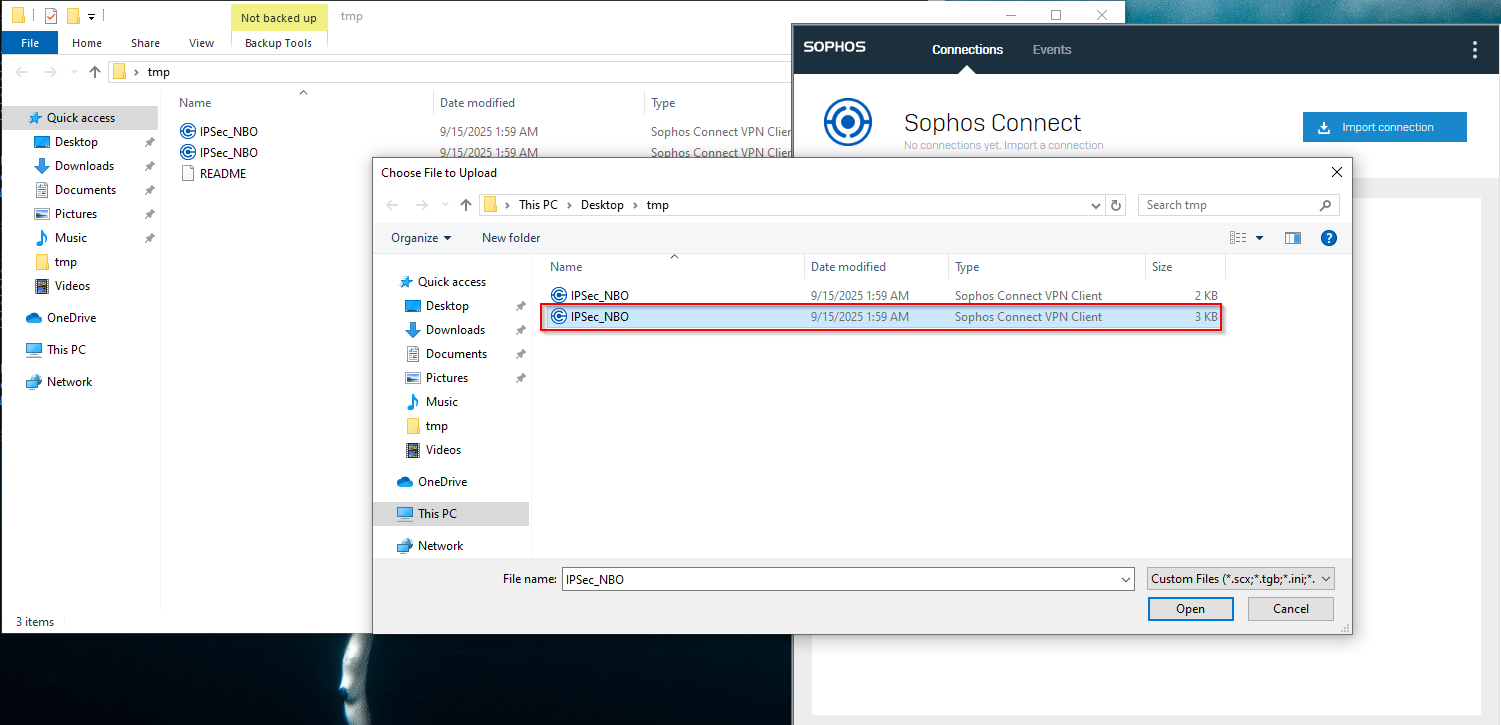 Not backed up
tmp
File
Home
Share
View
Backup Tools
tmp
Name
Date modified
Type
Quick access
Desktop
Downloads
Documents
Pictures
Music
tmp
Videos
OneDrive
This PC
Network
IPSec_NBO
9/15/2025 1:59 AM
Sophos Connect VPN Clier
IPSec_NBO
9/15/2025 1:59 AM
Sophos Connect VPN Clier
README
3 items
SOPHOS
Connections
Events
Sophos Connect
No connections yet. Import a connection
Import connection
Choose File to Upload
This PC
Desktop
tmp
Search tmp
Organize
New folder
Name
Date modified
Type
Size
Quick access
Desktop
Downloads
Documents
Pictures
Music
tmp
Videos
OneDrive
This PC
Network
IPSec_NBO
9/15/2025 1:59 AM
Sophos Connect VPN Client
2 KB
IPSec_NBO
9/15/2025 1:59 AM
Sophos Connect VPN Client
3 KB
File name:
IPSec_NBO
Custom Files (*.scx;*.tgb;*.ini;*.
Open
Cancel